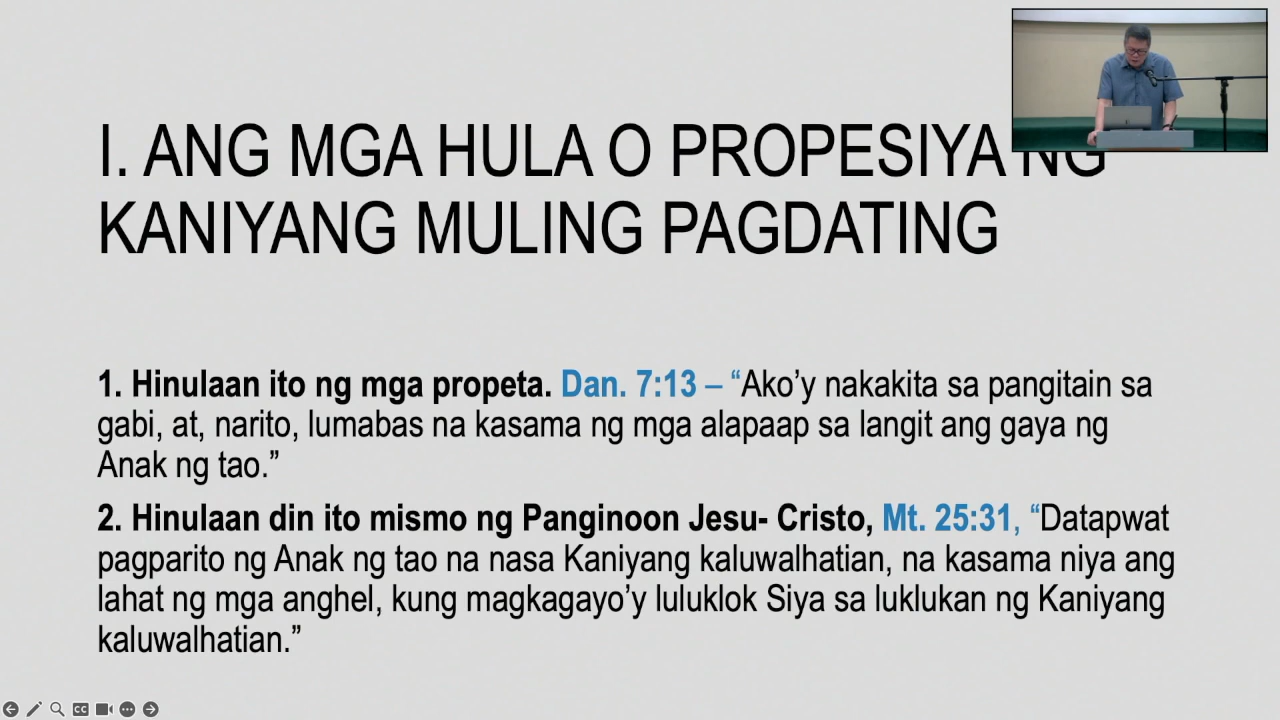 I. ANG MGA HULA O PROPESIYA NG
KANIYANG MULING PAGDATING
1. Hinulaan ito ng mga propeta. Dan. 7:13 – “Ako’y nakakita sa pangitain sa
gabi, at, narito, lumabas na kasama ng mga alapaap sa langit ang gaya ng
Anak ng tao.”
2. Hinulaan din ito mismo ng Panginoon Jesu- Cristo, Mt. 25:31, “Datapwat
pagparito ng Anak ng tao na nasa Kaniyang kaluwalhatian, na kasama niya ang
lahat ng mga anghel, kung magkagayo’y luluklok Siya sa luklukan ng Kaniyang
kaluwalhatian.”
CC